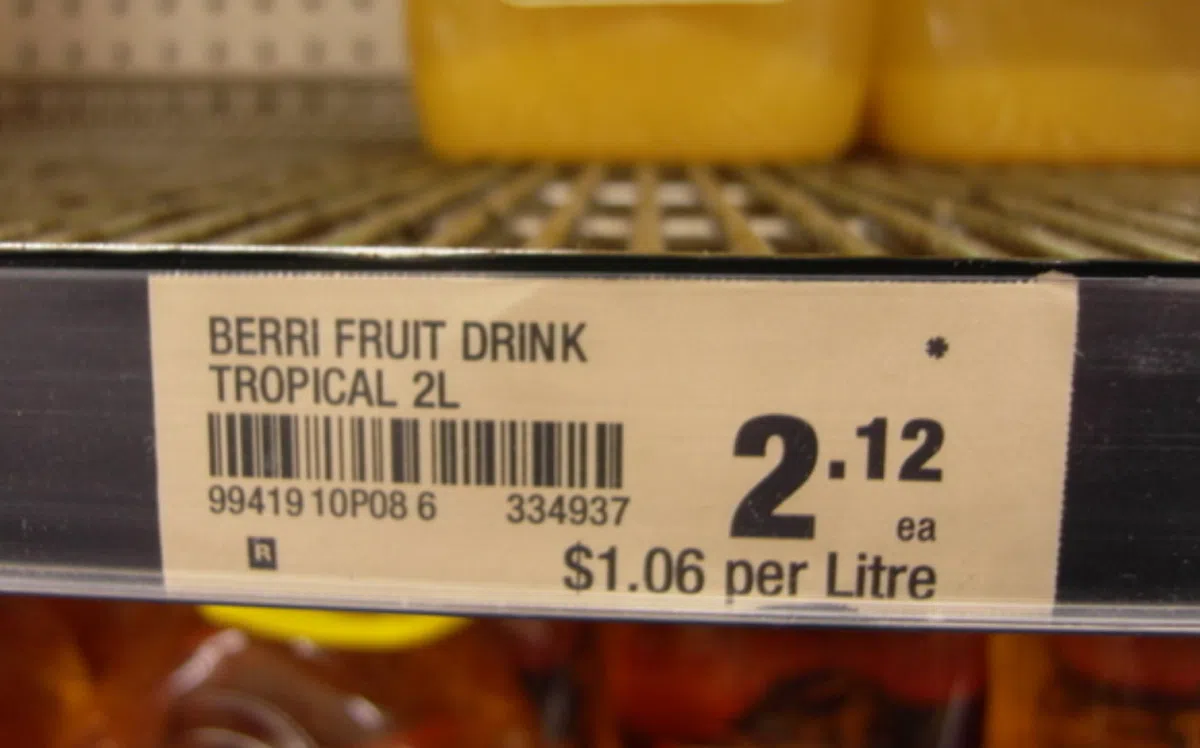 BERRI FRUIT DRINK
TROPICAL 2L
*
2.12
ea
99419 10P08 6 334937
R
$1.06 per Litre